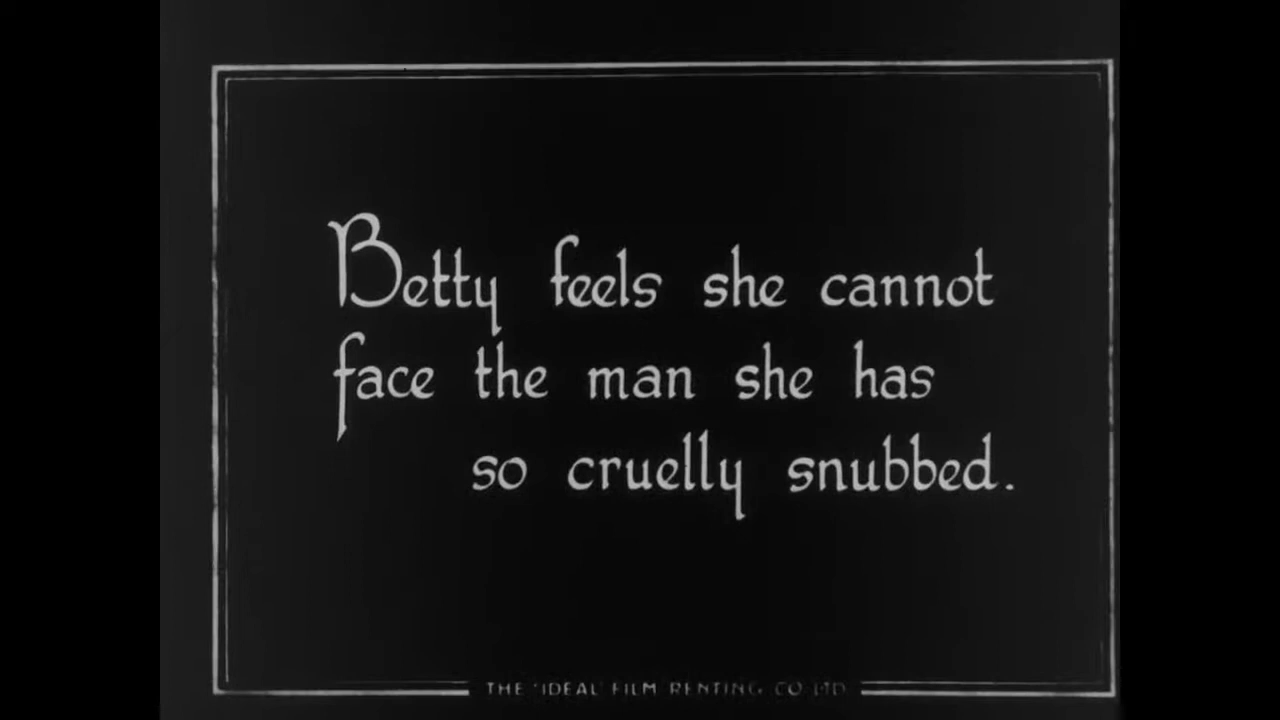 Betty feels she cannot
face the man she has
so cruelly snubbed.
THE 'IDEAL' FILM RENTING CO LTD